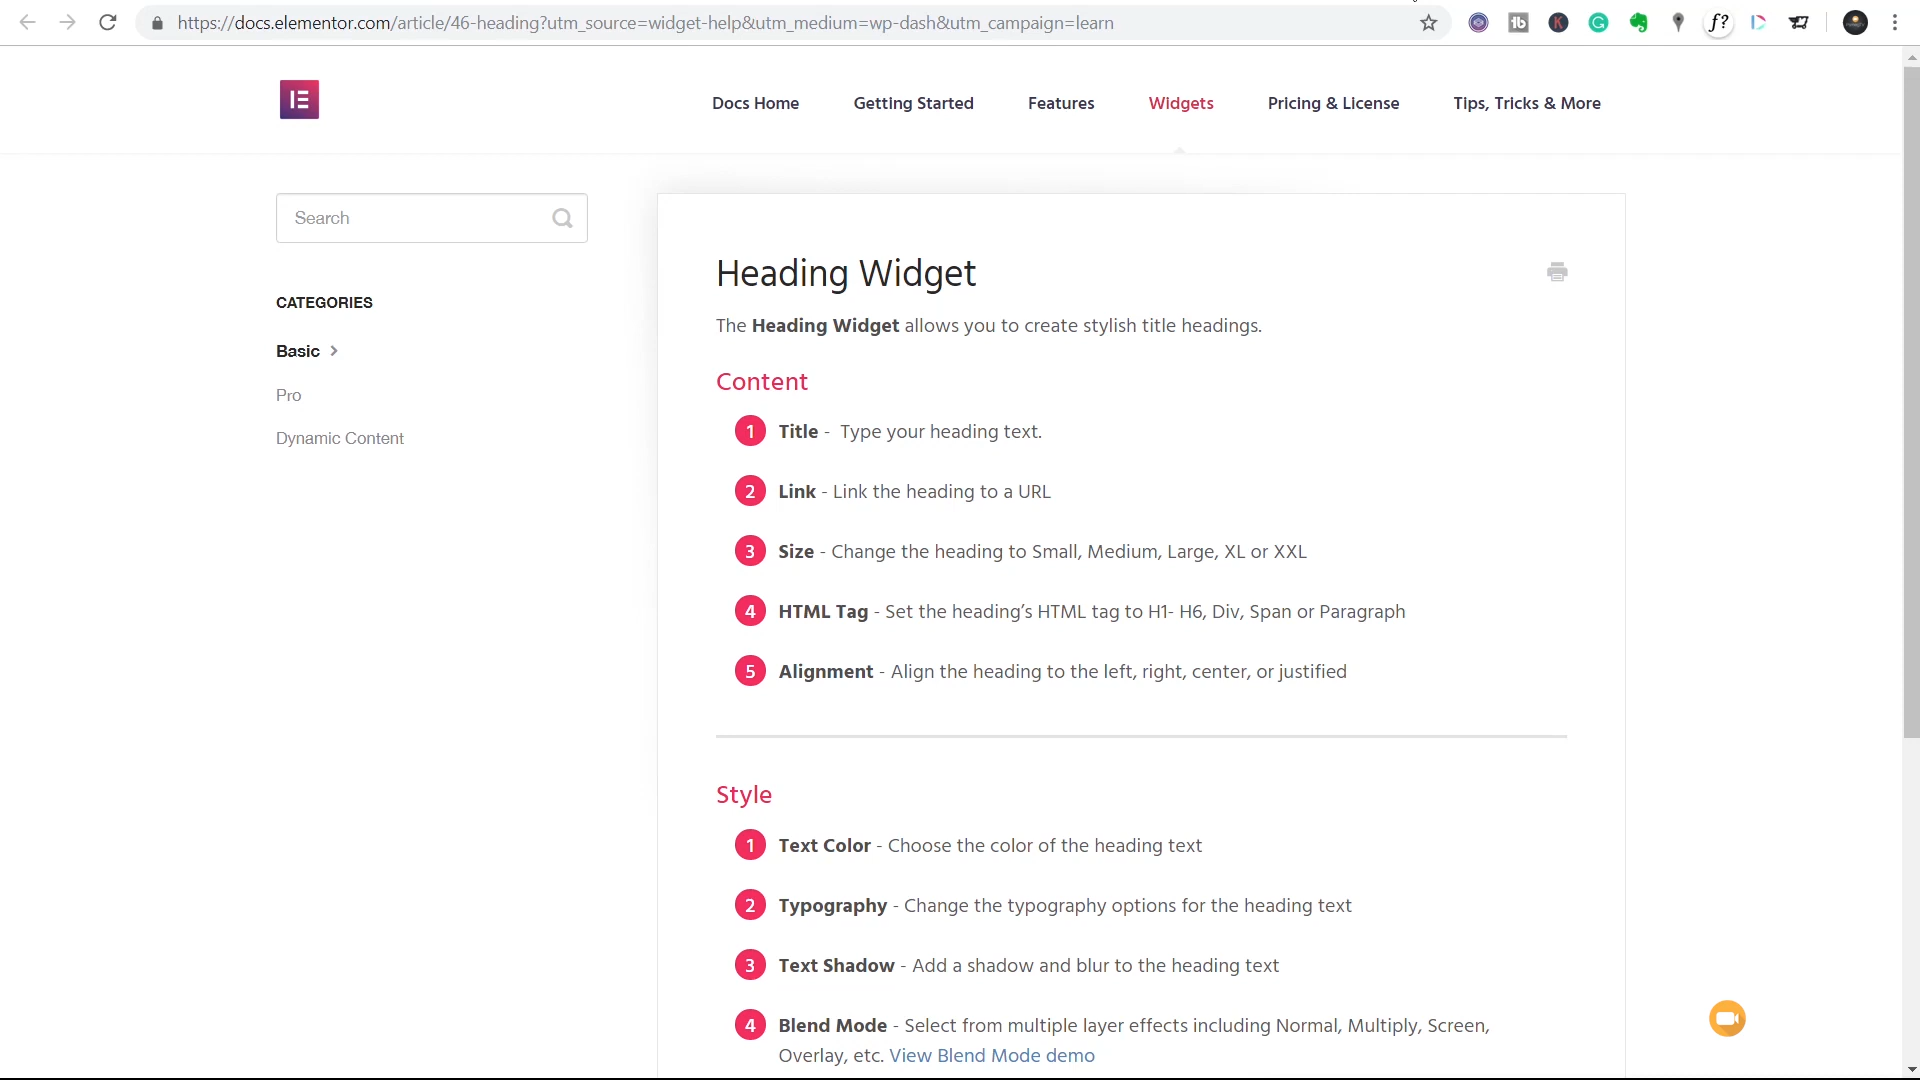 https://docs.elementor.com/article/46-heading?utm_source=widget-help&utm_medium=wp-dash&utm_campaign=learn
Docs Home Getting Started Features Widgets Pricing & License Tips, Tricks & More
Search
CATEGORIES
Basic
Pro
Dynamic Content
Heading Widget
The Heading Widget allows you to create stylish title headings.
Content
1 Title - Type your heading text.
2 Link - Link the heading to a URL
3 Size - Change the heading to Small, Medium, Large, XL or XXL
4 HTML Tag - Set the heading’s HTML tag to H1- H6, Div, Span or Paragraph
5 Alignment - Align the heading to the left, right, center, or justified
Style
1 Text Color - Choose the color of the heading text
2 Typography - Change the typography options for the heading text
3 Text Shadow - Add a shadow and blur to the heading text
4 Blend Mode - Select from multiple layer effects including Normal, Multiply, Screen,
Overlay, etc. View Blend Mode demo